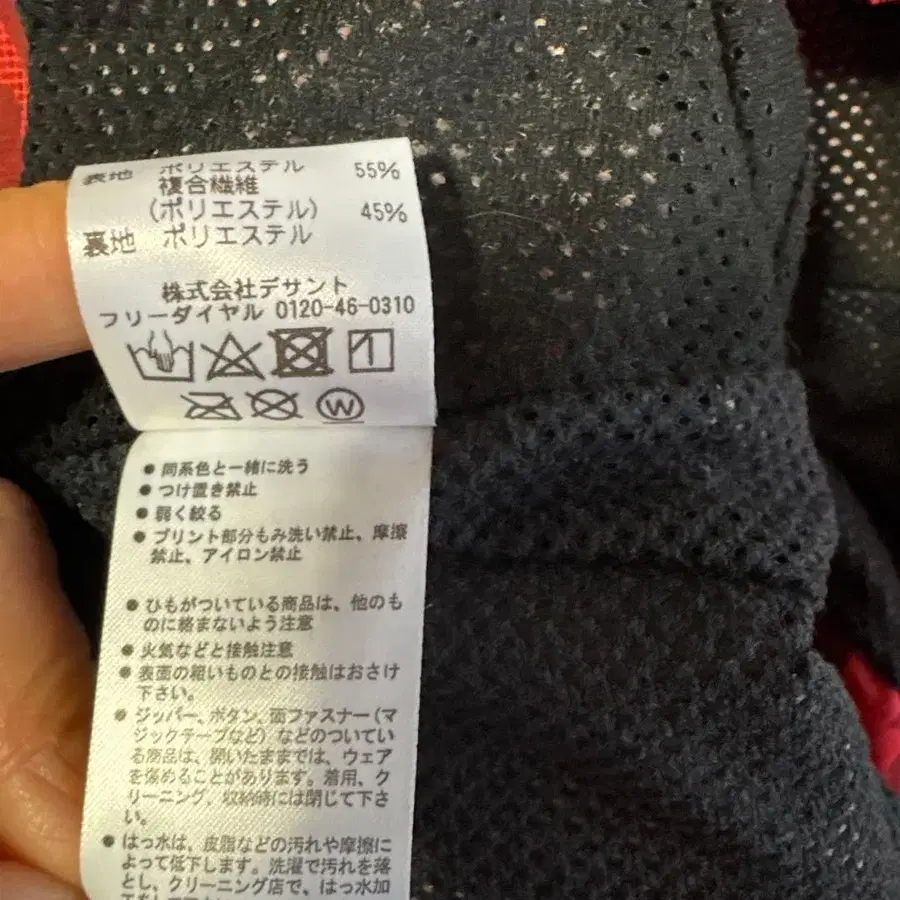 表地 ポリエステル 55%
複合繊維
(ポリエステル) 45%
裏地 ポリエステル
株式会社デサント
フリーダイヤル 0120-46-0310
W
● 同系色と一緒に洗う
● つけ置き禁止
● 弱く絞る
● プリント部分もみ洗い禁止、摩擦
禁止、アイロン禁止
● ひもがついている商品は、他のも
のに絡まないよう注意
● 火気などと接触注意
● 表面の粗いものとの接触はおさけ
下さい。
● ジッパー、ボタン、面ファスナー(マ
ジックテープなど)などのついてい
る商品は、開いたままでは、ウェア
を傷めることがあります。着用、ク
リーニング、収納時には閉じて下さ
い。
● はっ水は、皮脂などの汚れや摩擦に
よって低下します。洗濯で汚れを落
とし、クリーニング店で、はっ水加